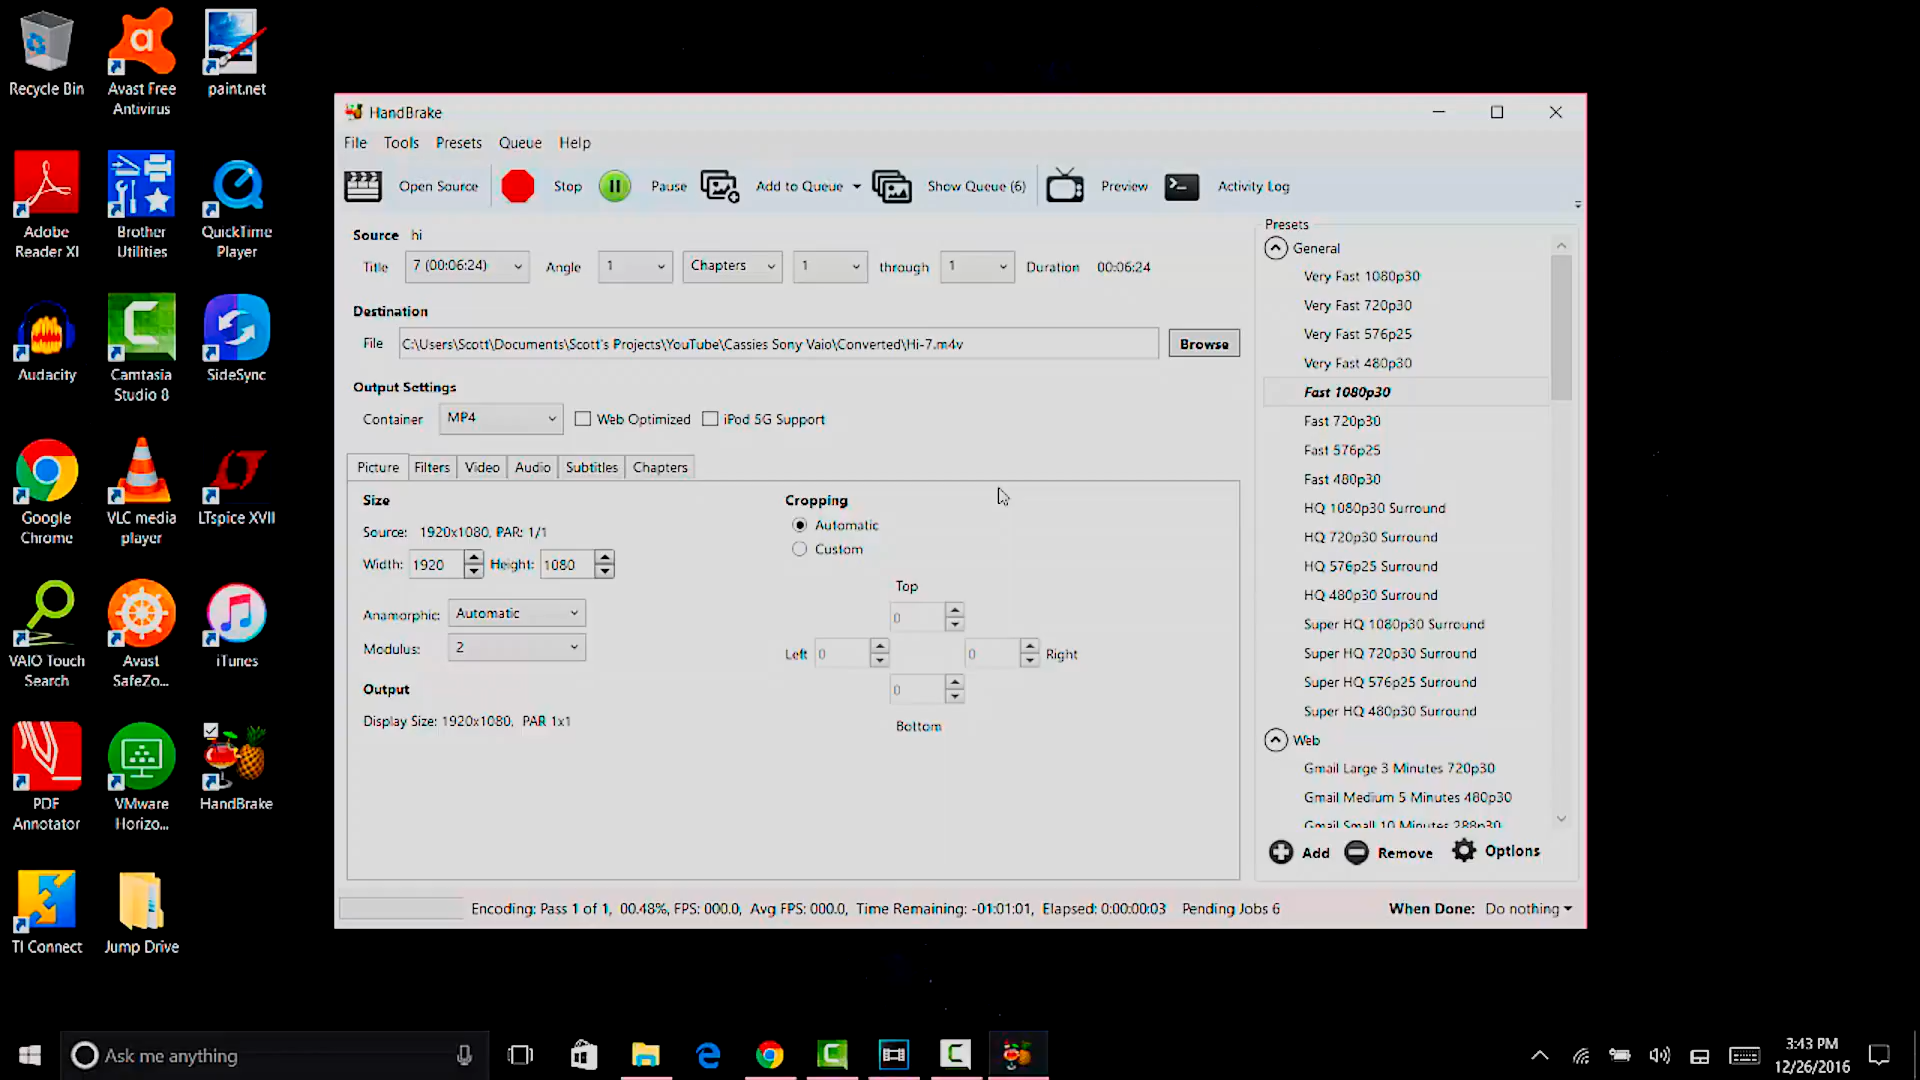 Recycle Bin
Avast Free
Antivirus
paint.net
Adobe
Reader XI
Brother
Utilities
QuickTime
Player
Audacity
Camtasia
Studio 8
SideSync
Google
Chrome
VLC media
player
LTspice XVII
VAIO Touch
Search
Avast
SafeZo...
iTunes
PDF
Annotator
VMware
Horizo...
HandBrake
TI Connect
Jump Drive
HandBrake
File Tools Presets Queue Help
Open Source Stop Pause Add to Queue Show Queue (6) Preview Activity Log
Source hi
Title 7 (00:06:24) Angle 1 Chapters 1 through 1 Duration 00:06:24
Destination
File C:\Users\Scott\Documents\Scott's Projects\YouTube\Cassies Sony Vaio\Converted\Hi-7.m4v Browse
Output Settings
Container MP4 Web Optimized iPod 5G Support
Picture Filters Video Audio Subtitles Chapters
Size
Source: 1920x1080, PAR: 1/1
Width: 1920 Height: 1080
Anamorphic: Automatic
Modulus: 2
Output
Display Size: 1920x1080, PAR 1x1
Cropping
Automatic
Custom
Top
0
Left 0 0 Right
0
Bottom
Presets
General
Very Fast 1080p30
Very Fast 720p30
Very Fast 576p25
Very Fast 480p30
Fast 1080p30
Fast 720p30
Fast 576p25
Fast 480p30
HQ 1080p30 Surround
HQ 720p30 Surround
HQ 576p25 Surround
HQ 480p30 Surround
Super HQ 1080p30 Surround
Super HQ 720p30 Surround
Super HQ 576p25 Surround
Super HQ 480p30 Surround
Web
Gmail Large 3 Minutes 720p30
Gmail Medium 5 Minutes 480p30
Gmail Small 10 Minutes 288p30
Add Remove Options
Encoding: Pass 1 of 1, 00.48%, FPS: 000.0, Avg FPS: 000.0, Time Remaining: -01:01:01, Elapsed: 0:00:00:03 Pending Jobs 6 When Done: Do nothing
Ask me anything
3:43 PM
12/26/2016